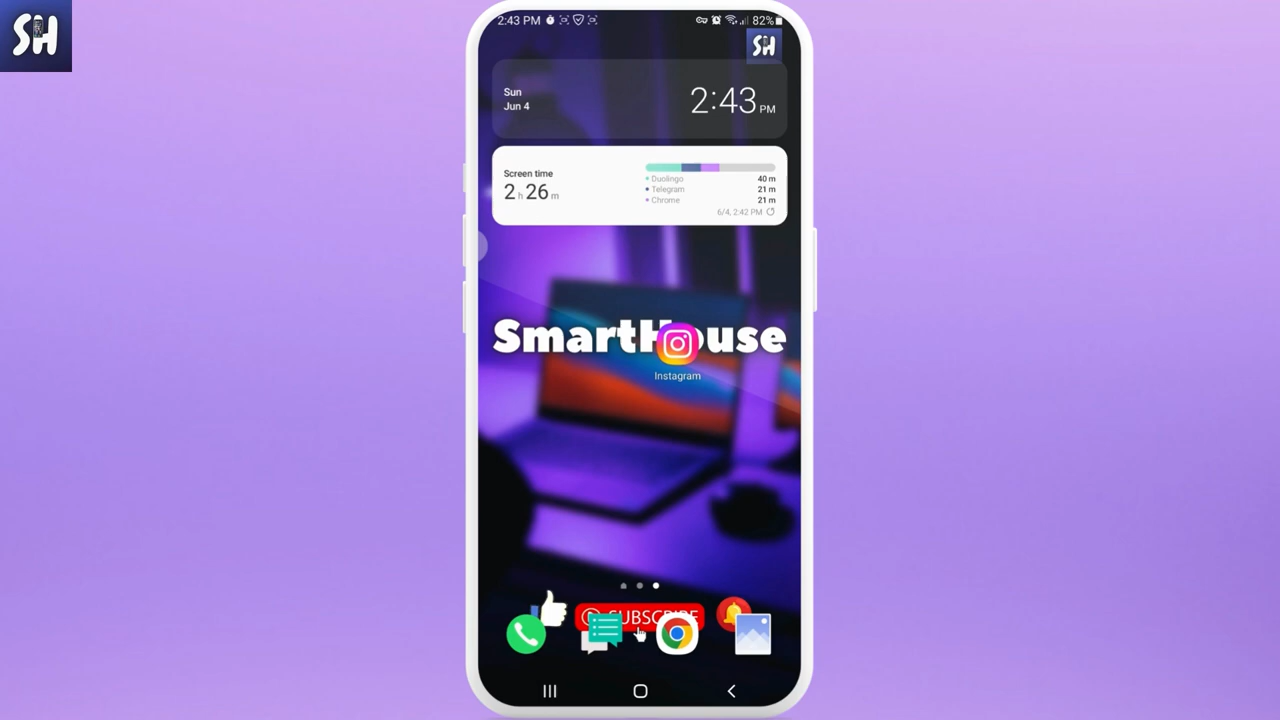 SH
2:43 PM 82%
SH
Sun
Jun 4
2:43 PM
Screen time
2 h 26 m
Duolingo 40 m
Telegram 21 m
Chrome 21 m
6/4, 2:42 PM
SmartHouse
Instagram
SUBSCRIBE